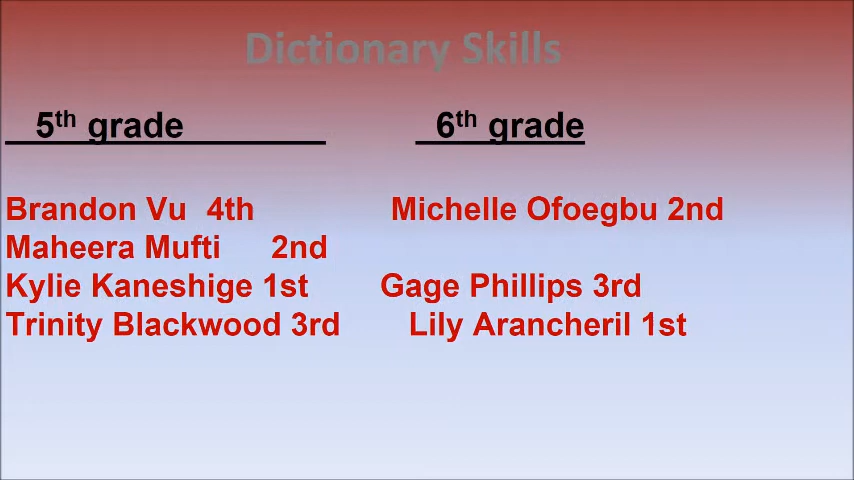 Dictionary Skills
5th grade 6th grade
Brandon Vu 4th Michelle Ofoegbu 2nd
Maheera Mufti 2nd
Kylie Kaneshige 1st Gage Phillips 3rd
Trinity Blackwood 3rd Lily Arancheril 1st